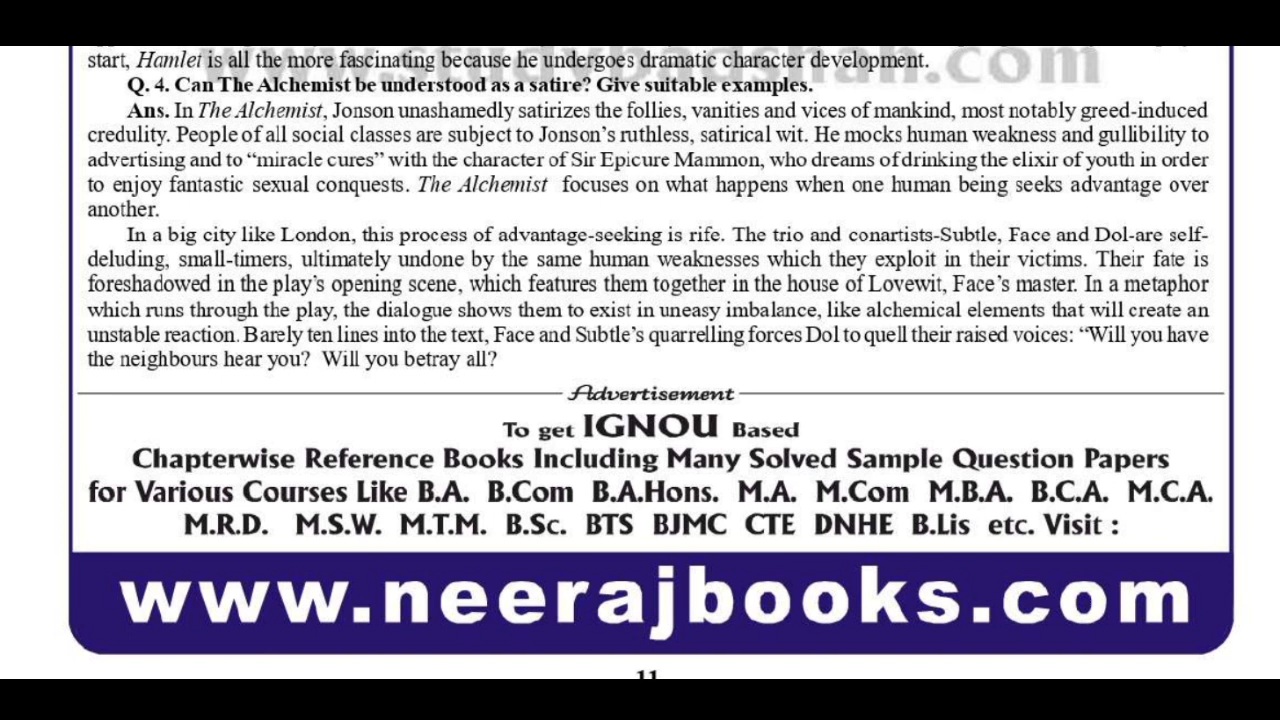 www.studybadshah.com
start, Hamlet is all the more fascinating because he undergoes dramatic character development.
Q. 4. Can The Alchemist be understood as a satire? Give suitable examples.
Ans. In The Alchemist, Jonson unashamedly satirizes the follies, vanities and vices of mankind, most notably greed-induced
credulity. People of all social classes are subject to Jonson's ruthless, satirical wit. He mocks human weakness and gullibility to
advertising and to “miracle cures” with the character of Sir Epicure Mammon, who dreams of drinking the elixir of youth in order
to enjoy fantastic sexual conquests. The Alchemist focuses on what happens when one human being seeks advantage over
another.
In a big city like London, this process of advantage-seeking is rife. The trio and conartists-Subtle, Face and Dol-are self-
deluding, small-timers, ultimately undone by the same human weaknesses which they exploit in their victims. Their fate is
foreshadowed in the play's opening scene, which features them together in the house of Lovewit, Face's master. In a metaphor
which runs through the play, the dialogue shows them to exist in uneasy imbalance, like alchemical elements that will create an
unstable reaction. Barely ten lines into the text, Face and Subtle's quarrelling forces Dol to quell their raised voices: “Will you have
the neighbours hear you? Will you betray all?
Advertisement
To get IGNOU Based
Chapterwise Reference Books Including Many Solved Sample Question Papers
for Various Courses Like B.A. B.Com B.A.Hons. M.A. M.Com M.B.A. B.C.A. M.C.A.
M.R.D. M.S.W. M.T.M. B.Sc. BTS BJMC CTE DNHE B.Lis etc. Visit :
www.neerajbooks.com
11